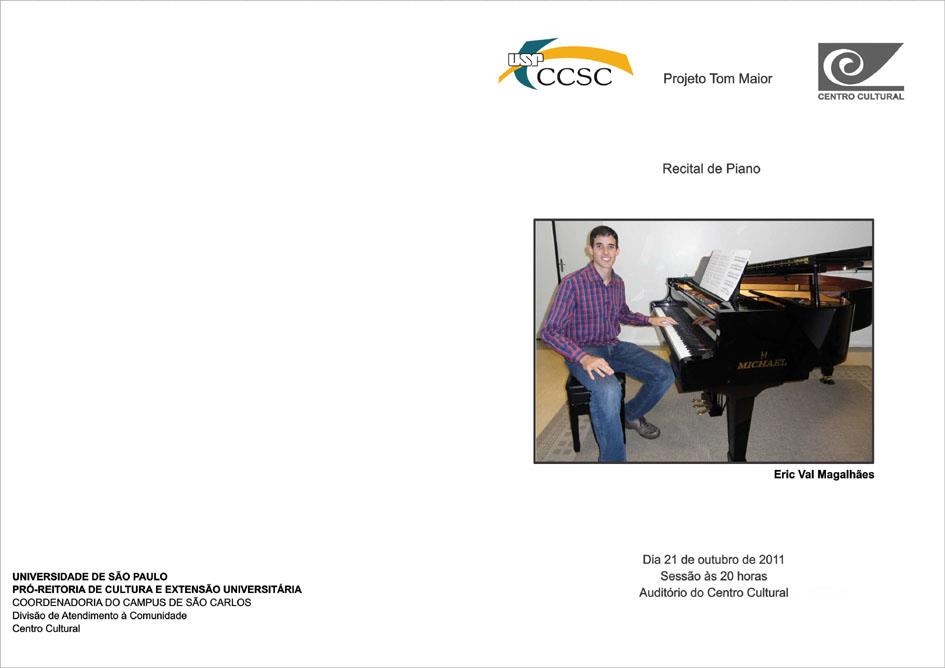 USP
CCSC
Projeto Tom Maior
CENTRO CULTURAL
Recital de Piano
MICHAEL
Eric Val Magalhães
Dia 21 de outubro de 2011
Sessão às 20 horas
Auditório do Centro Cultural
UNIVERSIDADE DE SÃO PAULO
PRÓ-REITORIA DE CULTURA E EXTENSÃO UNIVERSITÁRIA
COORDENADORIA DO CAMPUS DE SÃO CARLOS
Divisão de Atendimento à Comunidade
Centro Cultural